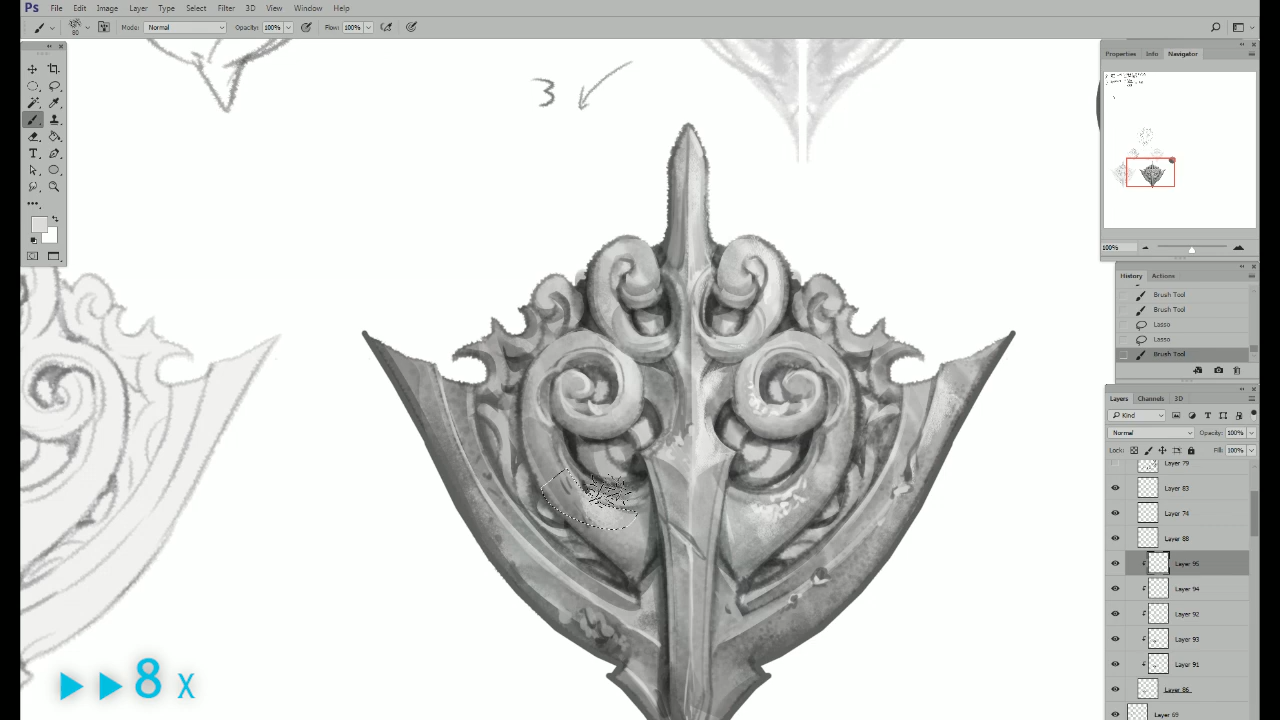 Ps File Edit Image Layer Type Select Filter 3D View Window Help
80 Mode: Normal Opacity: 100% Flow: 100%
Properties Info Navigator
3
100%
History Actions
Brush Tool
Brush Tool
Lasso
Lasso
Brush Tool
Layers Channels 3D
Kind
Normal Opacity: 100%
Lock: Fill: 100%
Layer 79
Layer 83
Layer 74
Layer 88
Layer 95
Layer 94
Layer 92
Layer 93
Layer 91
Layer 86
Layer 69
8 x